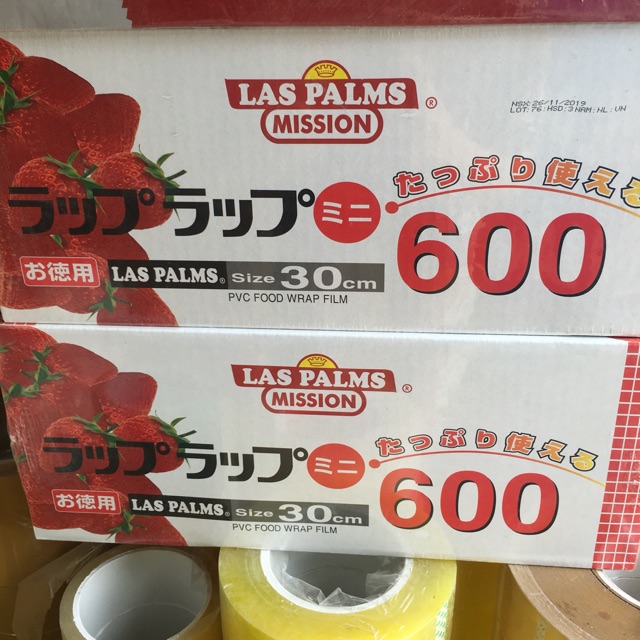 LAS PALMS
MISSION
®
NSX: 26/11/2019
LOT: 76: HSD: 3 NAM: NL: UN
たっぷり使える
ラップラップミニ
600
お徳用
LAS PALMS® Size 30cm
PVC FOOD WRAP FILM
LAS PALMS
MISSION
®
たっぷり使える
ラップラップミニ
600
お徳用
LAS PALMS® Size 30cm
PVC FOOD WRAP FILM